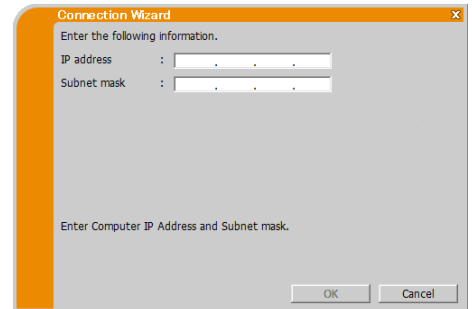 Connection Wizard x
Enter the following information.
IP address : . . .
Subnet mask : . . .
Enter Computer IP Address and Subnet mask.
OK Cancel